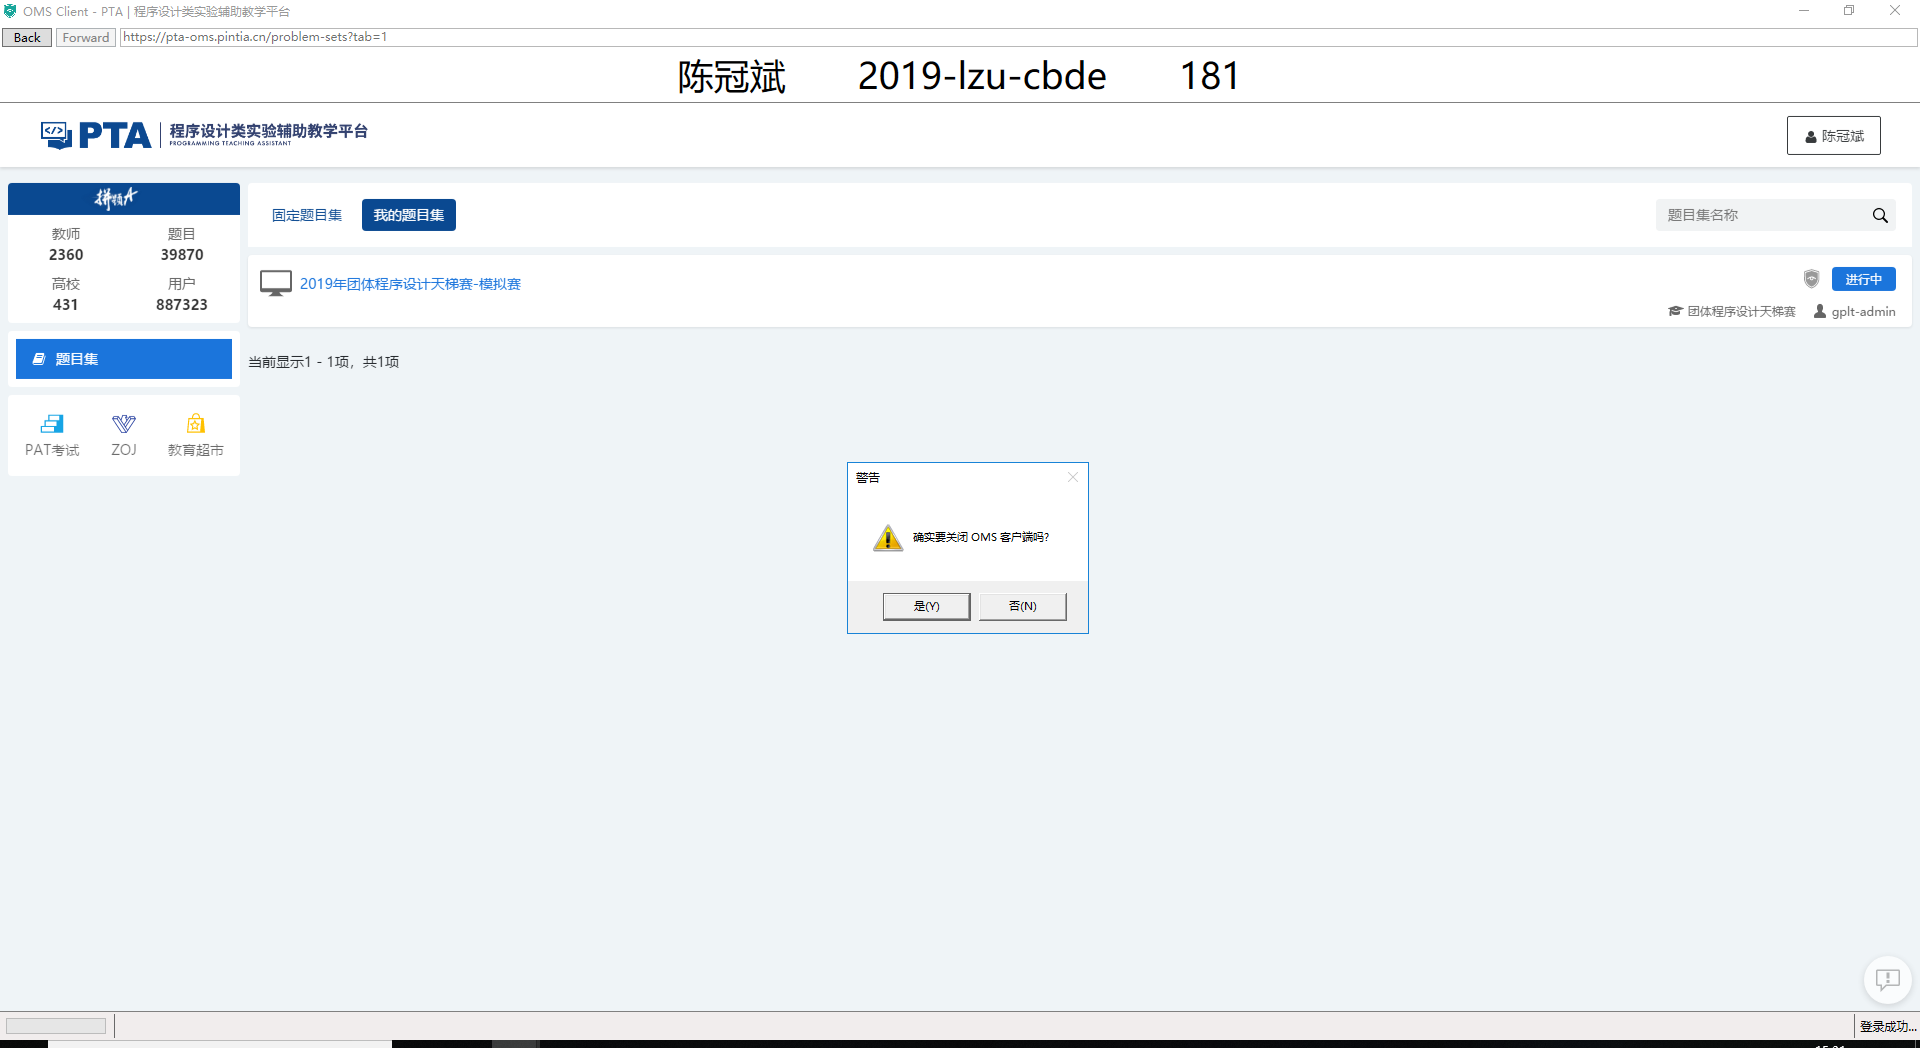 OMS Client - PTA | 程序设计类实验辅助教学平台
Back Forward https://pta-oms.pintia.cn/problem-sets?tab=1
陈冠斌 2019-lzu-cbde 181
PTA 程序设计类实验辅助教学平台
PROGRAMMING TEACHING ASSISTANT
陈冠斌
拼题A
教师 题目
2360 39870
高校 用户
431 887323
题目集
PAT考试 ZOJ 教育超市
固定题目集 我的题目集 题目集名称
2019年团体程序设计天梯赛-模拟赛 进行中
团体程序设计天梯赛 gplt-admin
当前显示1 - 1项，共1项
警告
确实要关闭 OMS 客户端吗?
是(Y) 否(N)
登录成功...